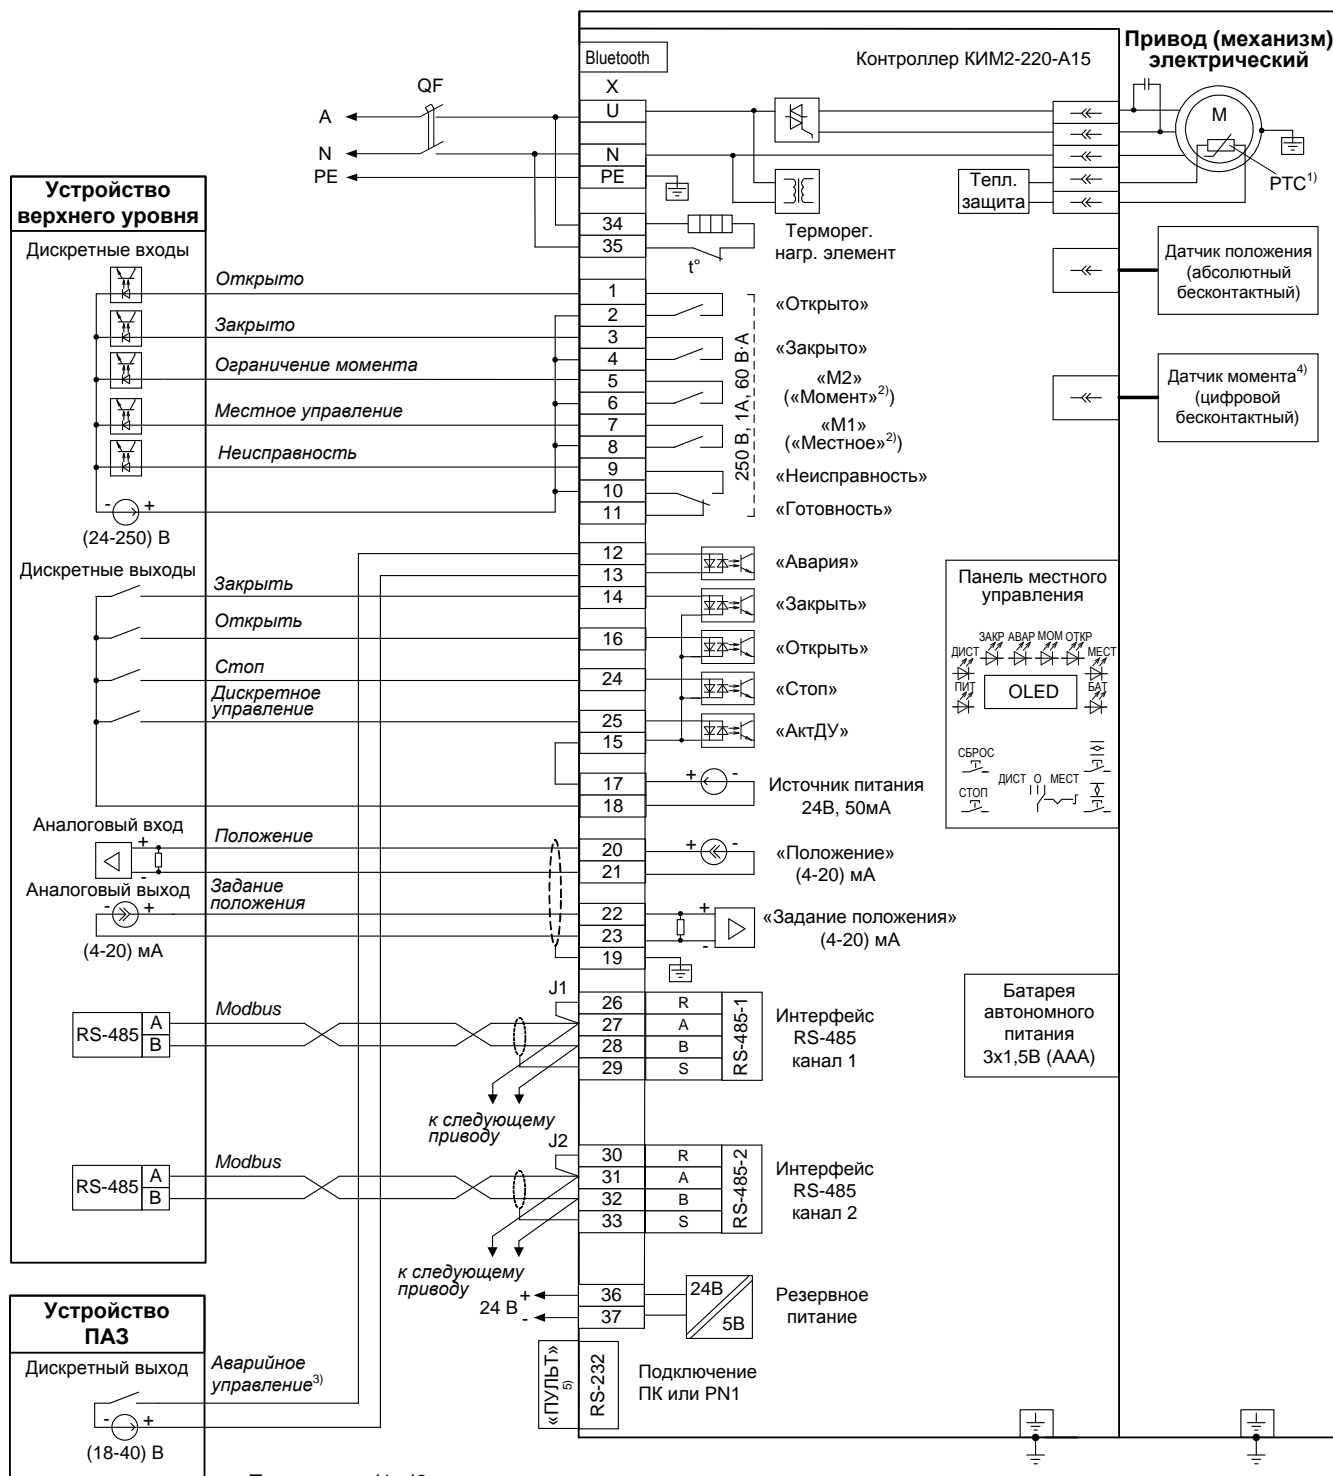 Bluetooth
Контроллер КИМ2-220-А15
Привод (механизм)
электрический
QF
X
A
U
N
N
PE
PE
M
PTC1)
Тепл.
защита
34
35
t°
Терморег.
нагр. элемент
Датчик положения
(абсолютный
бесконтактный)
Датчик момента4)
(цифровой
бесконтактный)
Устройство
верхнего уровня
Дискретные входы
Открыто
Закрыто
Ограничение момента
Местное управление
Неисправность
- +
(24-250) В
1
2
3
4
5
6
7
8
9
10
11
250 В, 1А, 60 В·А
«Открыто»
«Закрыто»
«М2»
(«Момент»2))
«М1»
(«Местное»2))
«Неисправность»
«Готовность»
Дискретные выходы
Закрыть
Открыть
Стоп
Дискретное
управление
12
13
14
16
24
25
15
17
18
«Авария»
«Закрыть»
«Открыть»
«Стоп»
«АктДУ»
+ -
Источник питания
24В, 50мА
Панель местного
управления
ДИСТ
ЗАКР
АВАР
МОМ
ОТКР
МЕСТ
ПИТ
OLED
БАТ
СБРОС
СТОП
ДИСТ О МЕСТ
Аналоговый вход
+
-
Положение
Аналоговый выход
- +
(4-20) мА
Задание
положения
20
21
22
23
19
+ -
«Положение»
(4-20) мА
+
-
«Задание положения»
(4-20) мА
RS-485
A
B
Modbus
J1
26
27
28
29
R
A
B
S
RS-485-1
Интерфейс
RS-485
канал 1
к следующему
приводу
Батарея
автономного
питания
3х1,5В (ААА)
RS-485
A
B
Modbus
J2
30
31
32
33
R
A
B
S
RS-485-2
Интерфейс
RS-485
канал 2
к следующему
приводу
24 В
+
-
36
37
24В
5В
Резервное
питание
«ПУЛЬТ»
5)
RS-232
Подключение
ПК или PN1
Устройство
ПАЗ
Дискретный выход
Аварийное
управление3)
- +
(18-40) В